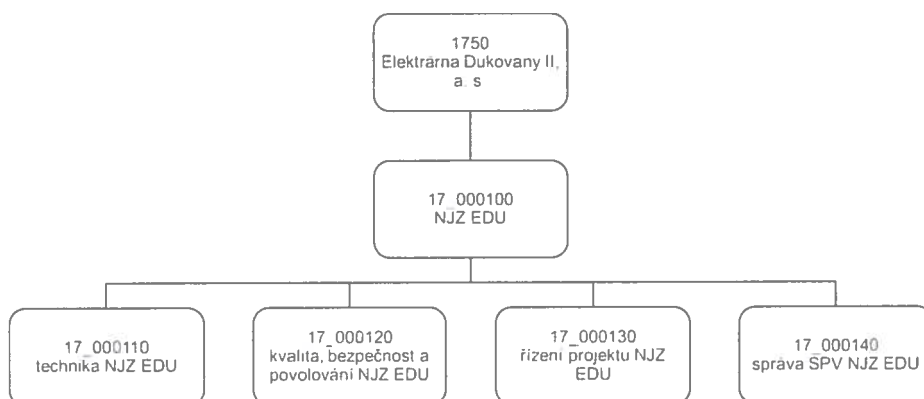 1750
Elektrárna Dukovany II,
a. s
17_000100
NJZ EDU
17_000110
technika NJZ EDU
17_000120
kvalita, bezpečnost a
povolování NJZ EDU
17_000130
řízení projektu NJZ
EDU
17_000140
správa SPV NJZ EDU